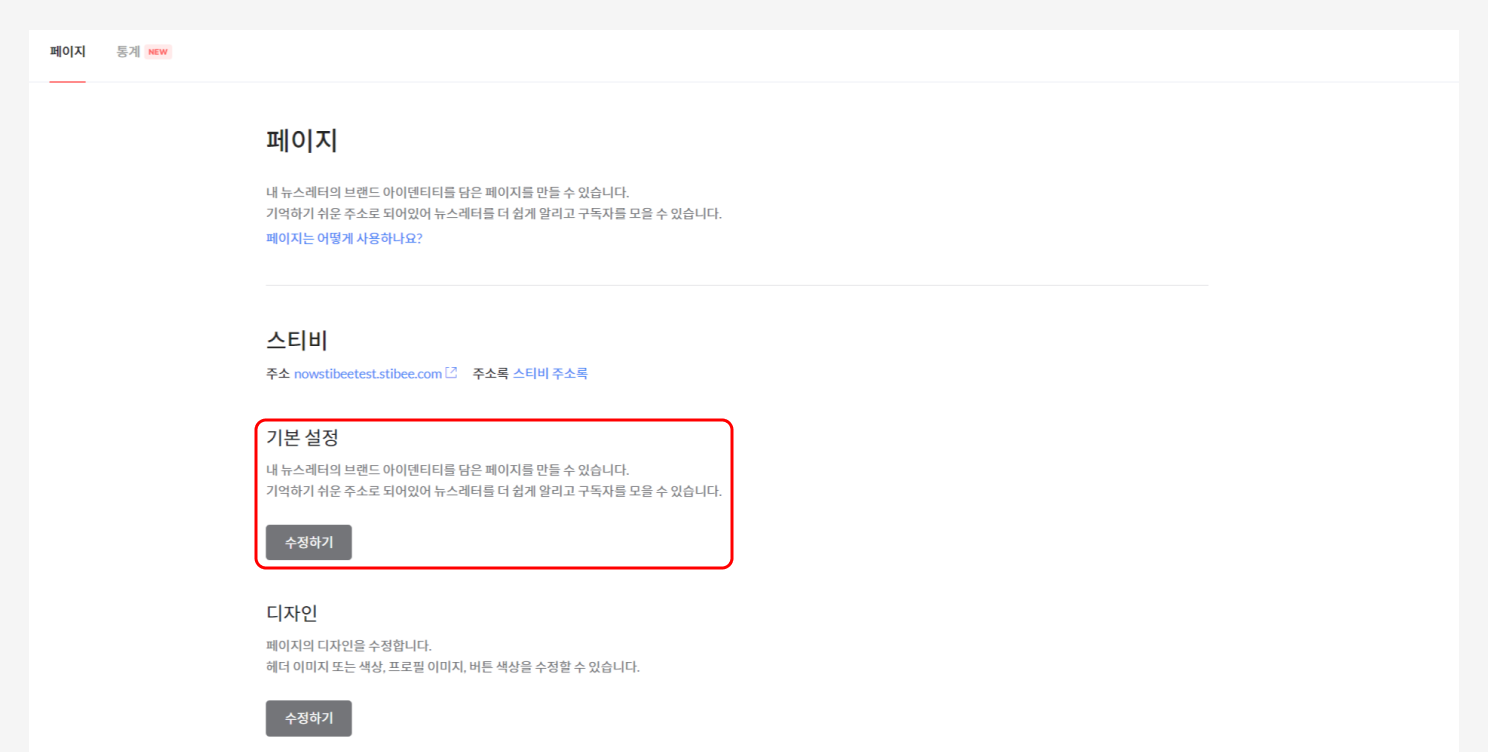 페이지 통계 NEW
페이지
내 뉴스레터의 브랜드 아이덴티티를 담은 페이지를 만들 수 있습니다.
기억하기 쉬운 주소로 되어있어 뉴스레터를 더 쉽게 알리고 구독자를 모을 수 있습니다.
페이지는 어떻게 사용하나요?
스티비
주소 nowstibeetest.stibee.com 주소록 스티비 주소록
기본 설정
내 뉴스레터의 브랜드 아이덴티티를 담은 페이지를 만들 수 있습니다.
기억하기 쉬운 주소로 되어있어 뉴스레터를 더 쉽게 알리고 구독자를 모을 수 있습니다.
수정하기
디자인
페이지의 디자인을 수정합니다.
헤더 이미지 또는 색상, 프로필 이미지, 버튼 색상을 수정할 수 있습니다.
수정하기